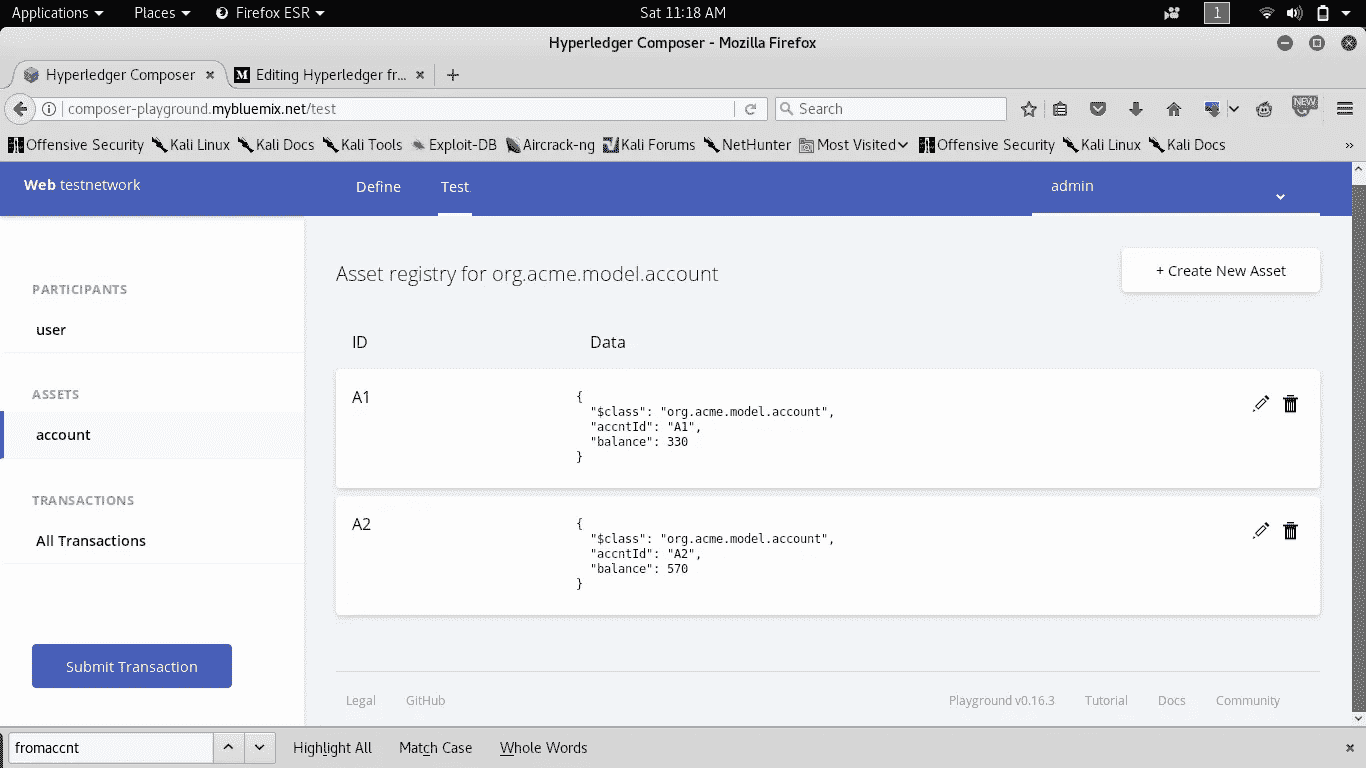 Applications Places Firefox ESR Sat 11:18 AM 1
Hyperledger Composer - Mozilla Firefox
Hyperledger Composer M Editing Hyperledger fr...
composer-playground.mybluemix.net/test Search NEW
Offensive Security Kali Linux Kali Docs Kali Tools Exploit-DB Aircrack-ng Kali Forums NetHunter Most Visited Offensive Security Kali Linux Kali Docs »
Web testnetwork Define Test admin
PARTICIPANTS
user
ASSETS
account
TRANSACTIONS
All Transactions
Submit Transaction
Asset registry for org.acme.model.account + Create New Asset
ID Data
A1 {
"$class": "org.acme.model.account",
"accntId": "A1",
"balance": 330
}
A2 {
"$class": "org.acme.model.account",
"accntId": "A2",
"balance": 570
}
Legal GitHub Playground v0.16.3 Tutorial Docs Community
fromaccnt Highlight All Match Case Whole Words